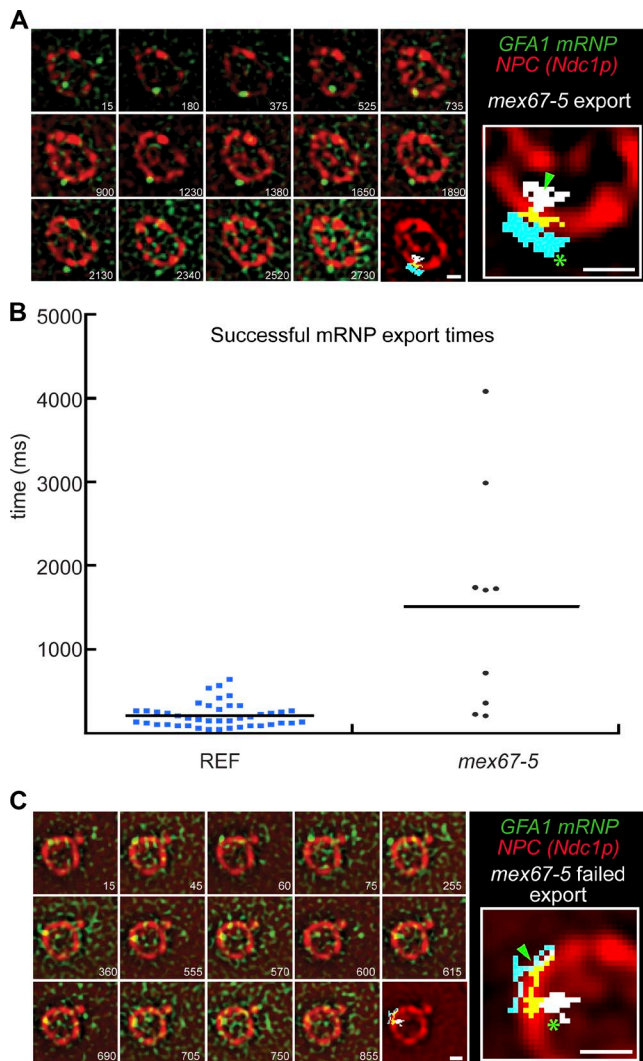 A
15
180
375
525
735
900
1230
1380
1650
1890
2130
2340
2520
2730
GFA1 mRNP
NPC (Ndc1p)
mex67-5 export
*
B
Successful mRNP export times
time (ms)
5000
4000
3000
2000
1000
REF
mex67-5
C
15
45
60
75
255
360
555
570
600
615
690
705
750
855
GFA1 mRNP
NPC (Ndc1p)
mex67-5 failed
export
*